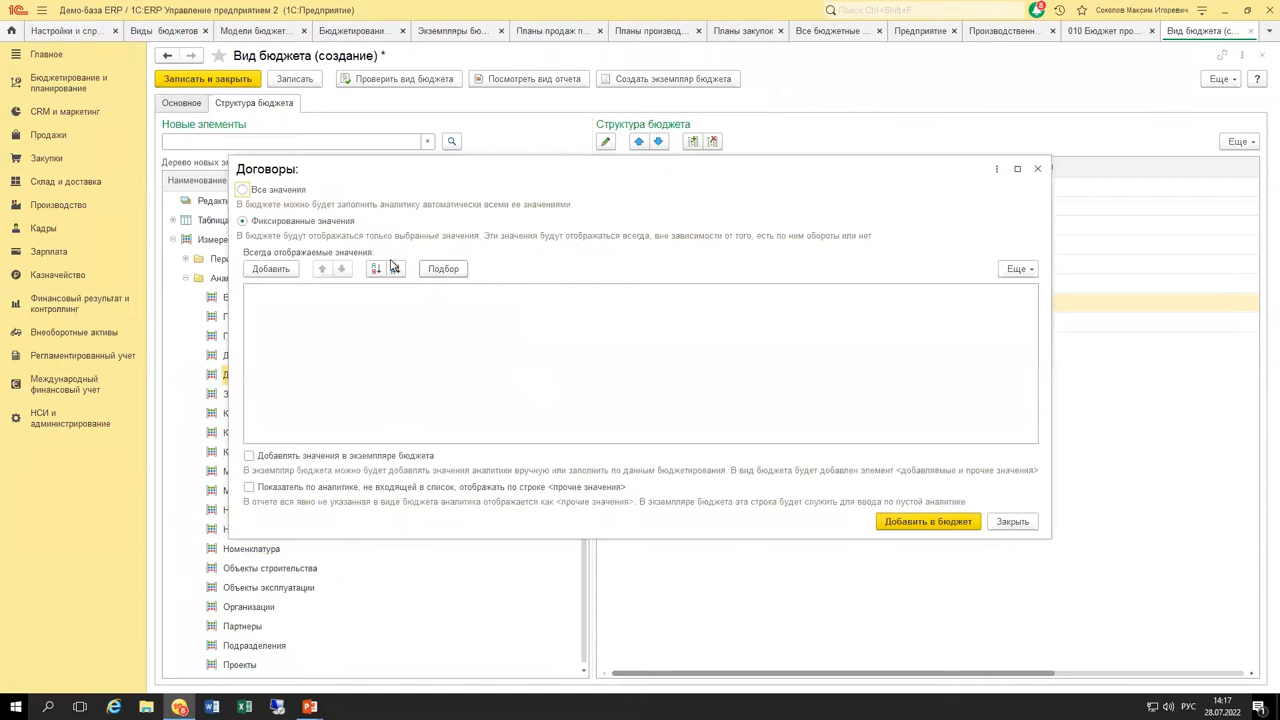 Демо-база ERP / 1С:ERP Управление предприятием 2 (1С:Предприятие)
Поиск Ctrl+Shift+F
8
Соколов Максим Игоревич
Настройки и спр...
Виды бюджетов
Модели бюджет...
Бюджетировани...
Экземпляры бю...
Планы продаж п...
Планы производ...
Планы закупок
Все бюджетные ...
Предприятие
Производственн...
010 Бюджет про...
Вид бюджета (с...
Главное
Бюджетирование и
планирование
CRM и маркетинг
Продажи
Закупки
Склад и доставка
Производство
Кадры
Зарплата
Казначейство
Финансовый результат и
контроллинг
Внеоборотные активы
Регламентированный учет
Международный
финансовый учет
НСИ и
администрирование
Вид бюджета (создание) *
Записать и закрыть
Записать
Проверить вид бюджета
Посмотреть вид отчета
Создать экземпляр бюджета
Еще
?
Основное
Структура бюджета
Новые элементы
Структура бюджета
Еще
Дерево новых э
Наименование
Редакт
Таблица
Измере
Пери
Ана
Номенклатура
Объекты строительства
Объекты эксплуатации
Организации
Партнеры
Подразделения
Проекты
Договоры:
Все значения
В бюджете можно будет заполнить аналитику автоматически всеми ее значениями
Фиксированные значения
В бюджете будут отображаться только выбранные значения. Эти значения будут отображаться всегда, вне зависимости от того, есть по ним обороты или нет
Всегда отображаемые значения:
Добавить
Подбор
Еще
Добавлять значения в экземпляре бюджета
В экземпляр бюджета можно будет добавлять значения аналитики вручную или заполнить по данным бюджетирования. В вид бюджета будет добавлен элемент <добавляемые и прочие значения>
Показатель по аналитике, не входящей в список, отображать по строке <прочие значения>
В отчете вся явно не указанная в виде бюджета аналитика отображается как <прочие значения>. В экземпляре бюджета эта строка будет служить для ввода по пустой аналитике
Добавить в бюджет
Закрыть
РУС
14:17
28.07.2022